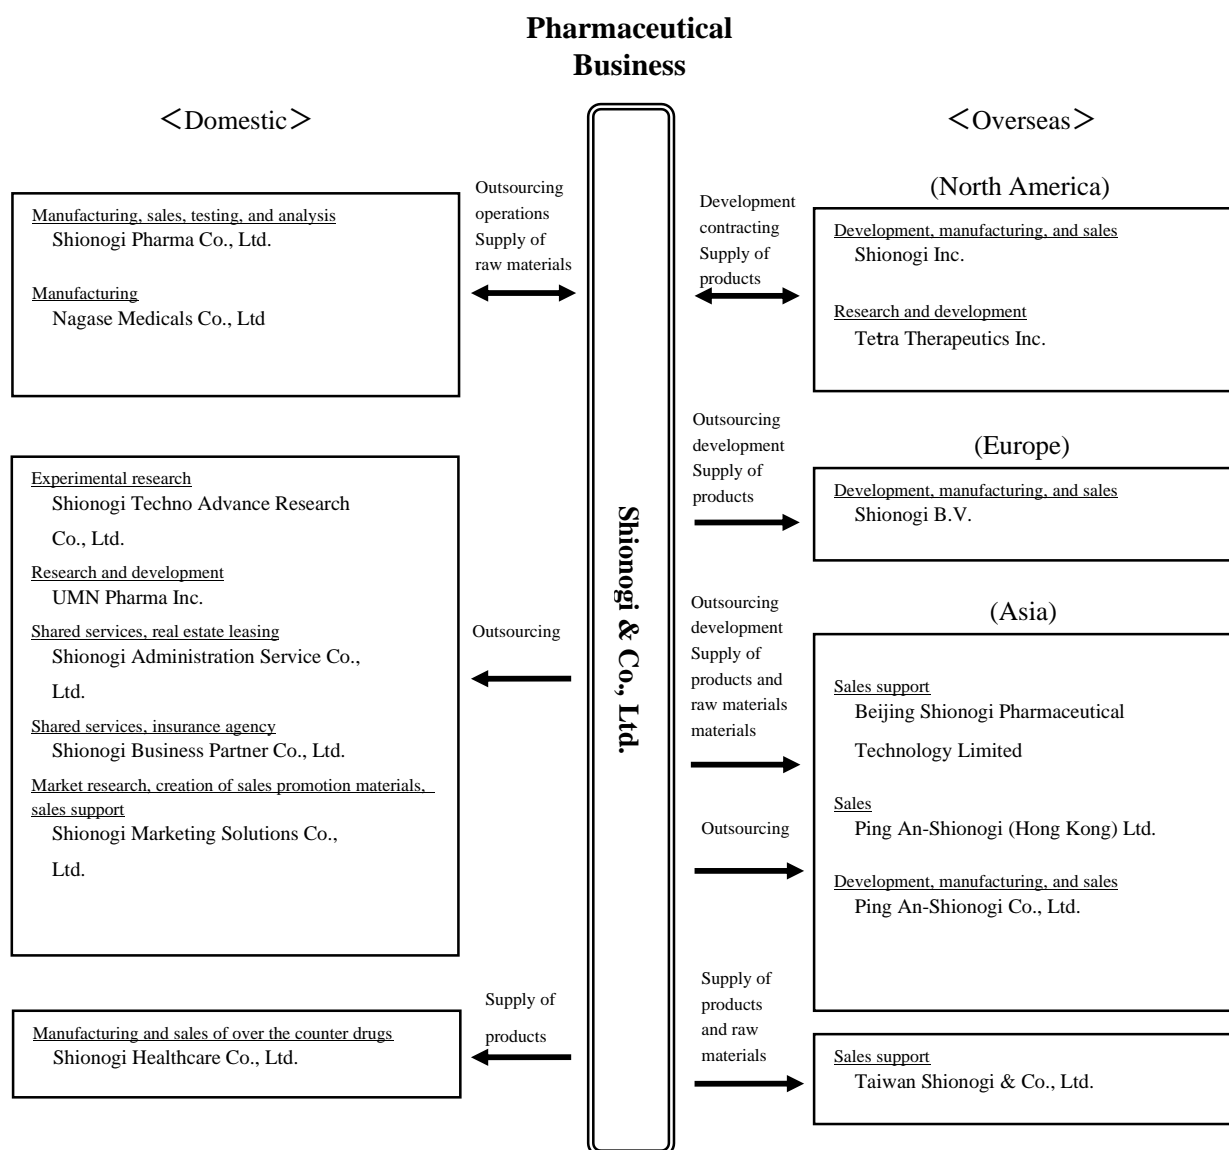 Pharmaceutical
Business
＜Domestic＞
Manufacturing, sales, testing, and analysis
Shionogi Pharma Co., Ltd.
Manufacturing
Nagase Medicals Co., Ltd
Outsourcing
operations
Supply of
raw materials
Experimental research
Shionogi Techno Advance Research
Co., Ltd.
Research and development
UMN Pharma Inc.
Shared services, real estate leasing
Shionogi Administration Service Co.,
Ltd.
Shared services, insurance agency
Shionogi Business Partner Co., Ltd.
Market research, creation of sales promotion materials,
sales support
Shionogi Marketing Solutions Co.,
Ltd.
Outsourcing
Manufacturing and sales of over the counter drugs
Shionogi Healthcare Co., Ltd.
Supply of
products
Shionogi & Co., Ltd.
＜Overseas＞
(North America)
Development
contracting
Supply of
products
Development, manufacturing, and sales
Shionogi Inc.
Research and development
Tetra Therapeutics Inc.
(Europe)
Outsourcing
development
Supply of
products
Development, manufacturing, and sales
Shionogi B.V.
(Asia)
Outsourcing
development
Supply of
products and
raw materials
materials
Outsourcing
Sales support
Beijing Shionogi Pharmaceutical
Technology Limited
Sales
Ping An-Shionogi (Hong Kong) Ltd.
Development, manufacturing, and sales
Ping An-Shionogi Co., Ltd.
Supply of
products
and raw
materials
Sales support
Taiwan Shionogi & Co., Ltd.